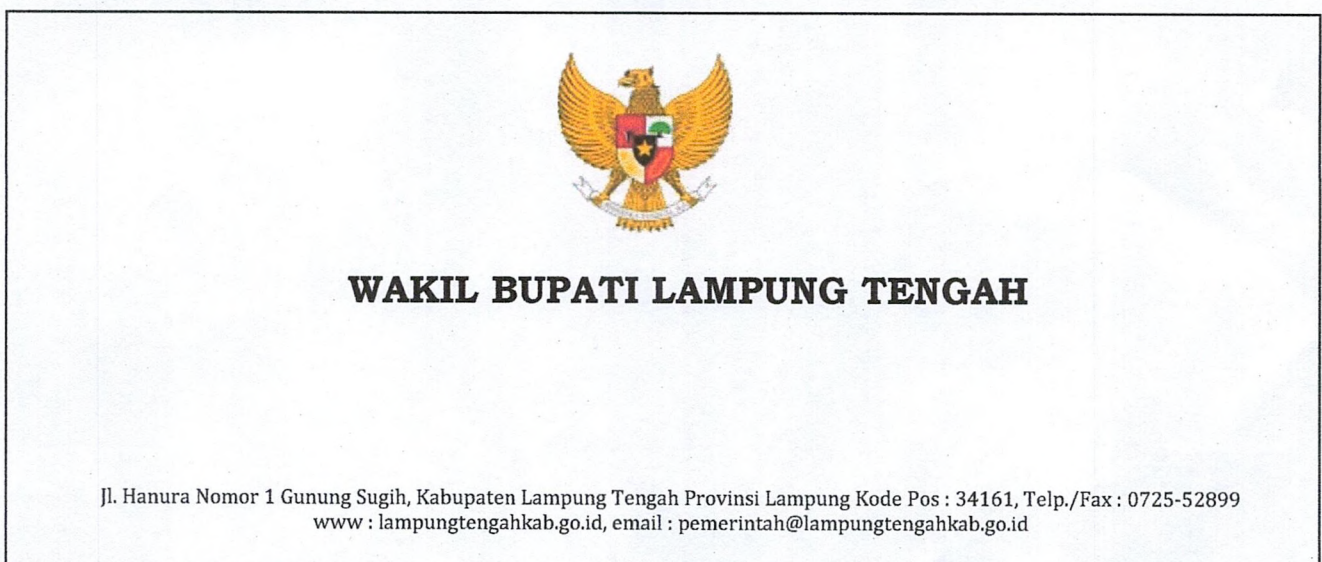 WAKIL BUPATI LAMPUNG TENGAH
Jl. Hanura Nomor 1 Gunung Sugih, Kabupaten Lampung Tengah Provinsi Lampung Kode Pos : 34161, Telp./Fax : 0725-52899
www : lampungtengahkab.go.id, email : pemerintah@lampungtengahkab.go.id